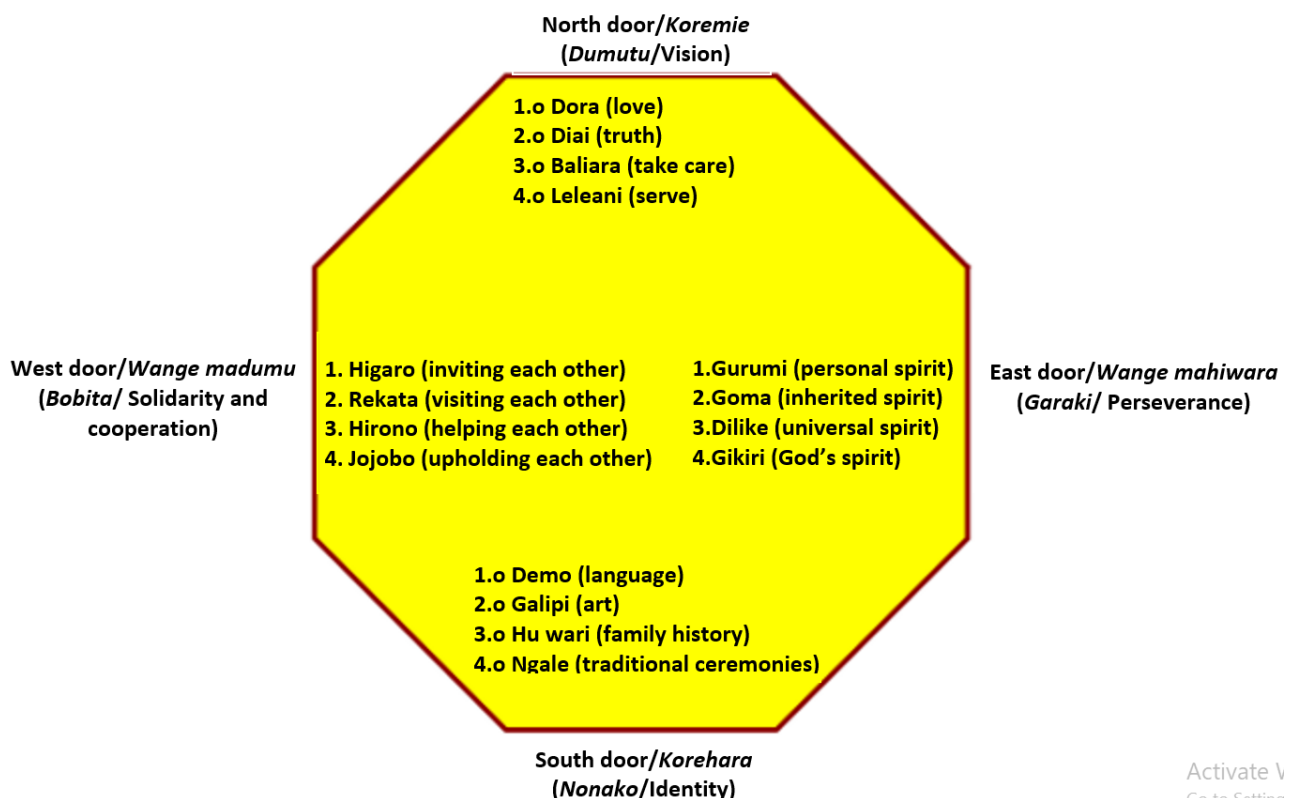 North door/Koremie
(Dumutu/Vision)
1.o Dora (love)
2.o Diai (truth)
3.o Baliara (take care)
4.o Leleani (serve)
West door/Wange madumu
(Bobita/ Solidarity and
cooperation)
1. Higaro (inviting each other)
2. Rekata (visiting each other)
3. Hirono (helping each other)
4. Jojobo (upholding each other)
1.Gurumi (personal spirit)
2.Goma (inherited spirit)
3.Dilike (universal spirit)
4.Gikiri (God's spirit)
East door/Wange mahiwara
(Garaki/ Perseverance)
1.o Demo (language)
2.o Galipi (art)
3.o Hu wari (family history)
4.o Ngale (traditional ceremonies)
South door/Korehara
(Nonako/Identity)
Activate